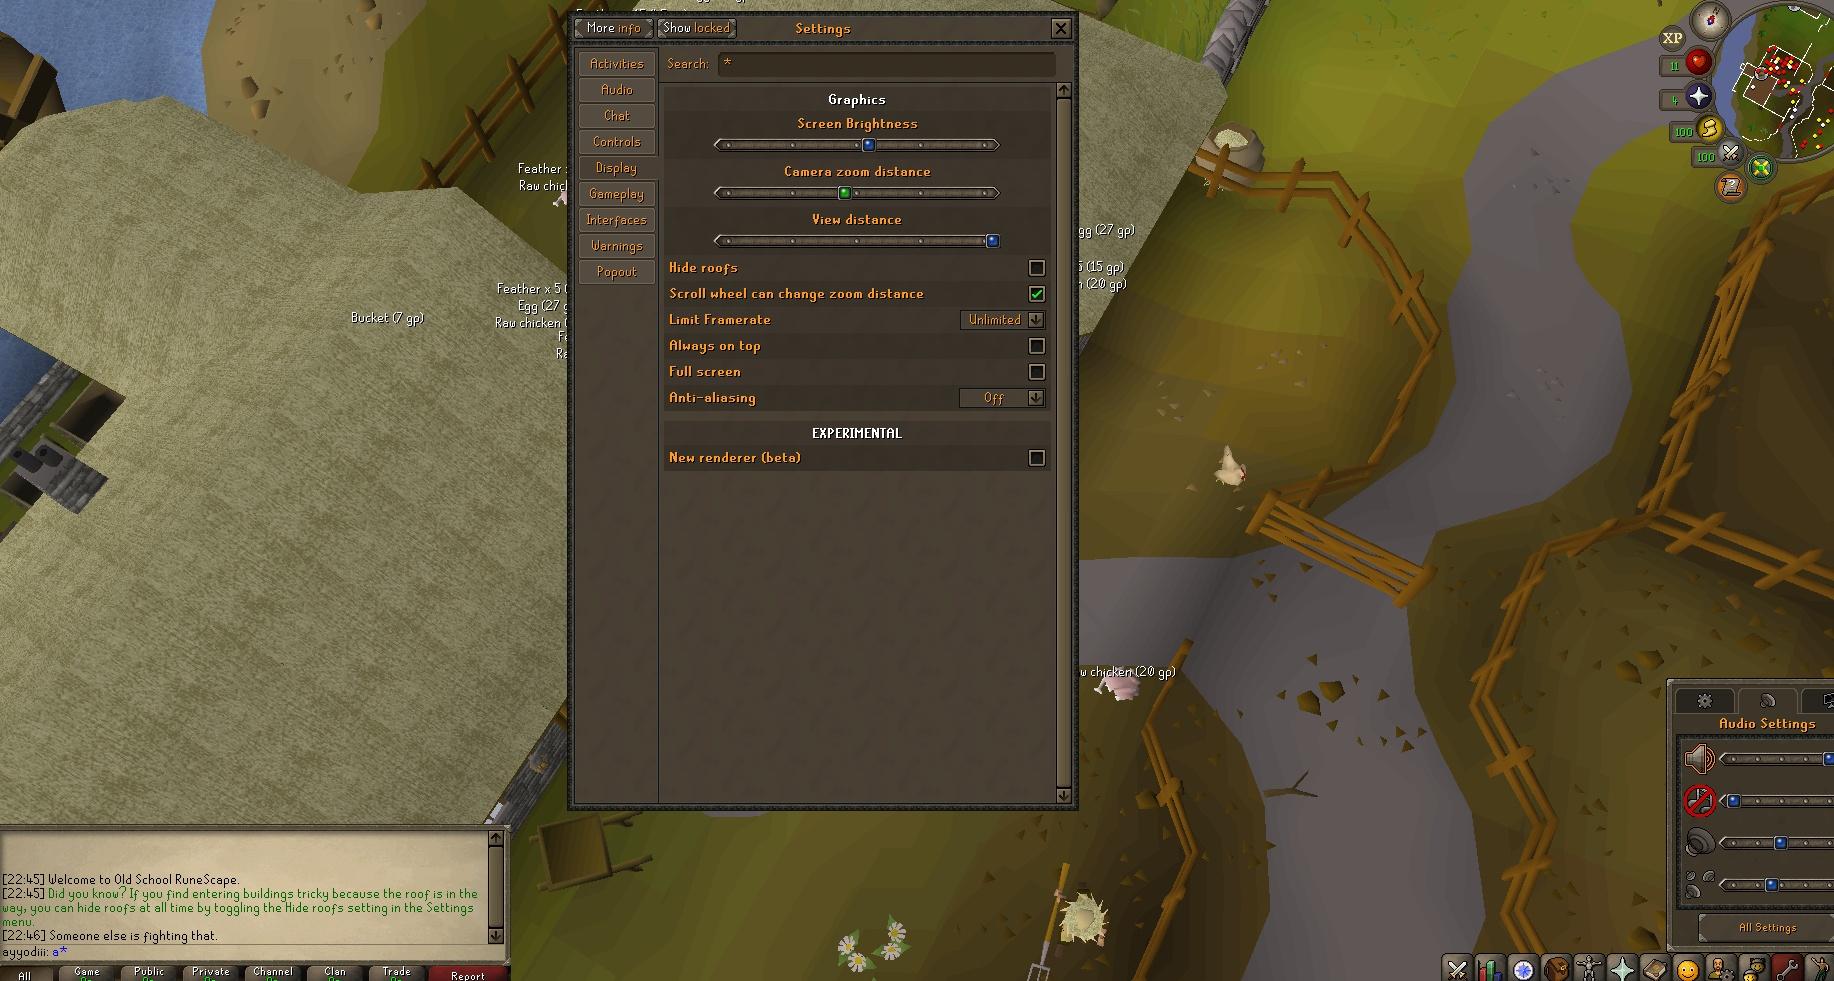 More info
Show locked
Settings
Search: *
Activities
Audio
Chat
Controls
Display
Gameplay
Interfaces
Warnings
Popout
Graphics
Screen Brightness
Camera zoom distance
View distance
Hide roofs
Scroll wheel can change zoom distance
Limit Framerate Unlimited
Always on top
Full screen
Anti-aliasing Off
EXPERIMENTAL
New renderer (beta)
XP
11
4
100
100
Feather
Raw chic
Feather x 5 (
Egg (27 g
Raw chicken (
Bucket (7 gp)
gg (27 gp)
(15 gp)
(20 gp)
w chicken (20 gp)
Audio Settings
All Settings
[22:45] Welcome to Old School RuneScape.
[22:45] Did you know? If you find entering buildings tricky because the roof is in the
way, you can hide roofs at all time by toggling the Hide roofs setting in the Settings
menu.
[22:46] Someone else is fighting that.
ayyodiii: a*
All
Game
Public
Private
Channel
Clan
Trade
Report